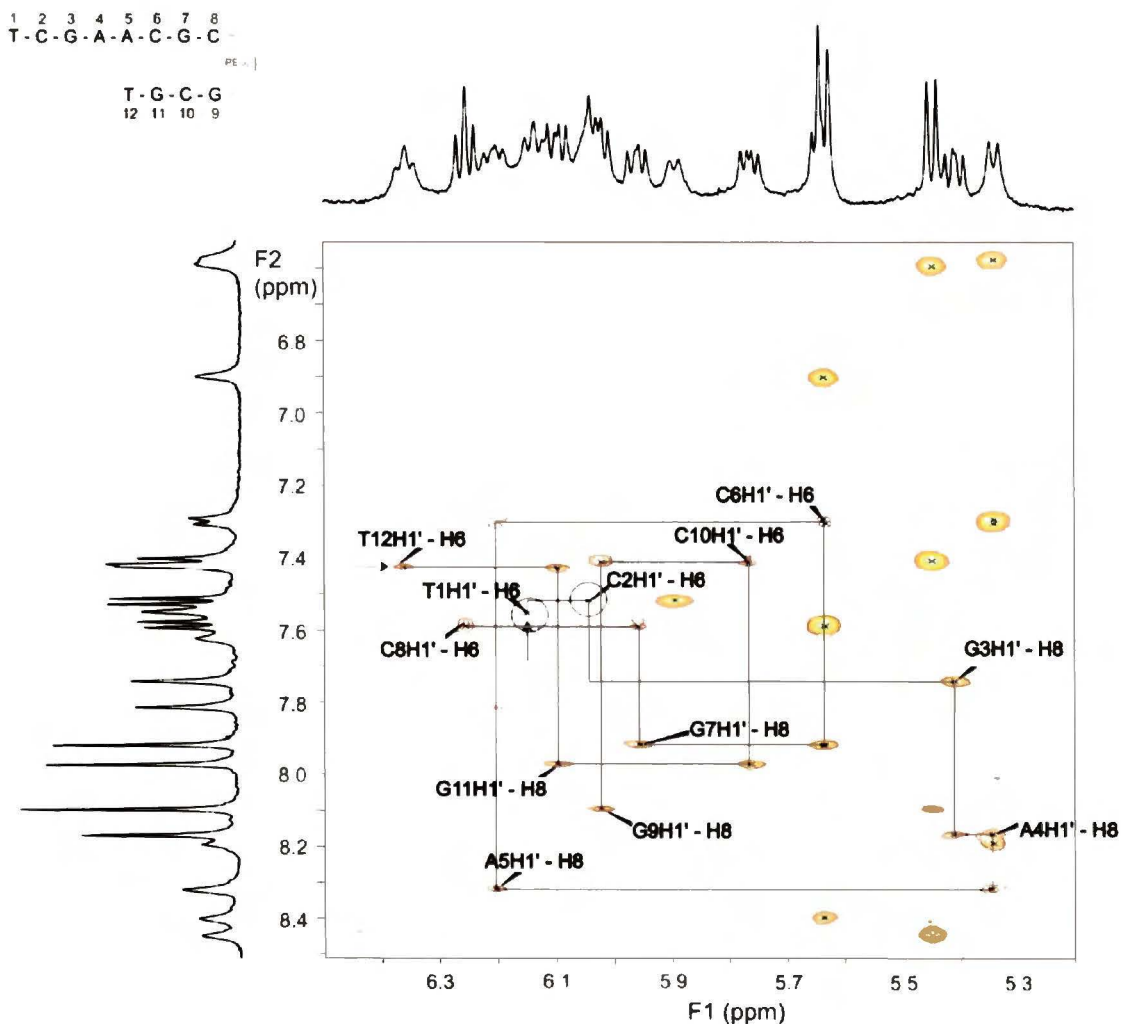 1 2 3 4 5 6 7 8
T - C - G - A - A - C - G - C
T - G - C - G
12 11 10 9
F2
(ppm)
6.8
7.0
7.2
7.4
7.6
7.8
8.0
8.2
8.4
C6H1' - H6
T12H1' - H6
C10H1' - H6
T1H1' - H6
C2H1' - H6
C8H1' - H6
G3H1' - H8
G7H1' - H8
G11H1' - H8
G9H1' - H8
A4H1' - H8
A5H1' - H8
6.3 6 1 5 9 5.7 5.5 5 3
F1 (ppm)